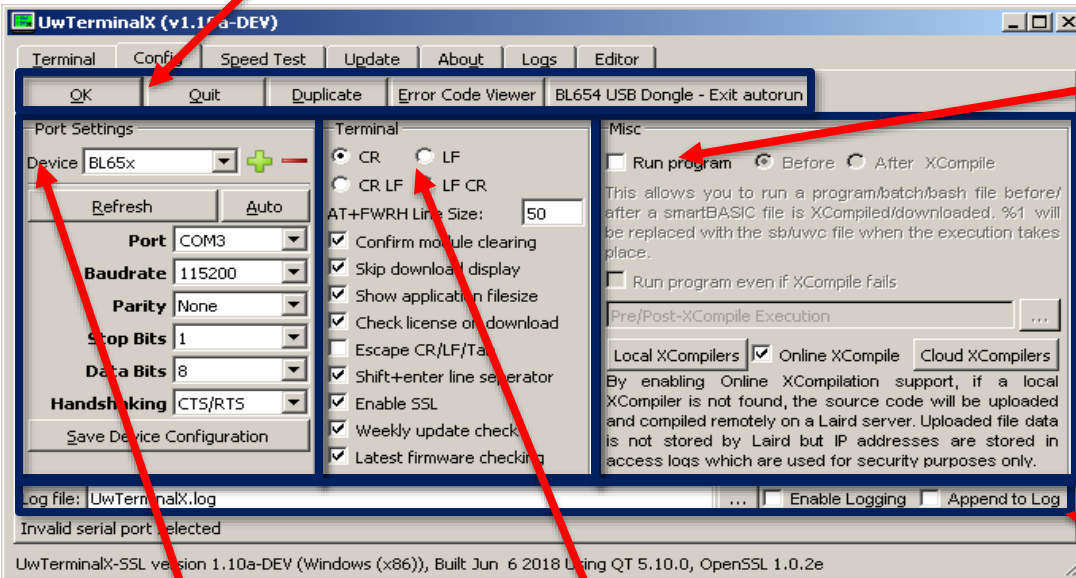 UwTerminalX (v1.10a-DEV)
Terminal Config Speed Test Update About Logs Editor
OK Quit Duplicate Error Code Viewer BL654 USB Dongle - Exit autorun
Port Settings
Device BL65x
Refresh Auto
Port COM3
Baudrate 115200
Parity None
Stop Bits 1
Data Bits 8
Handshaking CTS/RTS
Save Device Configuration
Terminal
CR LF
CR LF LF CR
AT+FWRH Line Size: 50
Confirm module clearing
Skip download display
Show application filesize
Check license on download
Escape CR/LF/Tab
Shift+enter line seperator
Enable SSL
Weekly update check
Latest firmware checking
Misc
Run program Before After XCompile
This allows you to run a program/batch/bash file before/
after a smartBASIC file is XCompiled/downloaded. %1 will
be replaced with the sb/uwc file when the execution takes
place.
Run program even if XCompile fails
Pre/Post-XCompile Execution ...
Local XCompilers Online XCompile Cloud XCompilers
By enabling Online XCompilation support, if a local
XCompiler is not found, the source code will be uploaded
and compiled remotely on a Laird server. Uploaded file data
is not stored by Laird but IP addresses are stored in
access logs which are used for security purposes only.
Log file: UwTerminalX.log ... Enable Logging Append to Log
Invalid serial port selected
UwTerminalX-SSL version 1.10a-DEV (Windows (x86)), Built Jun 6 2018 Using QT 5.10.0, OpenSSL 1.0.2e